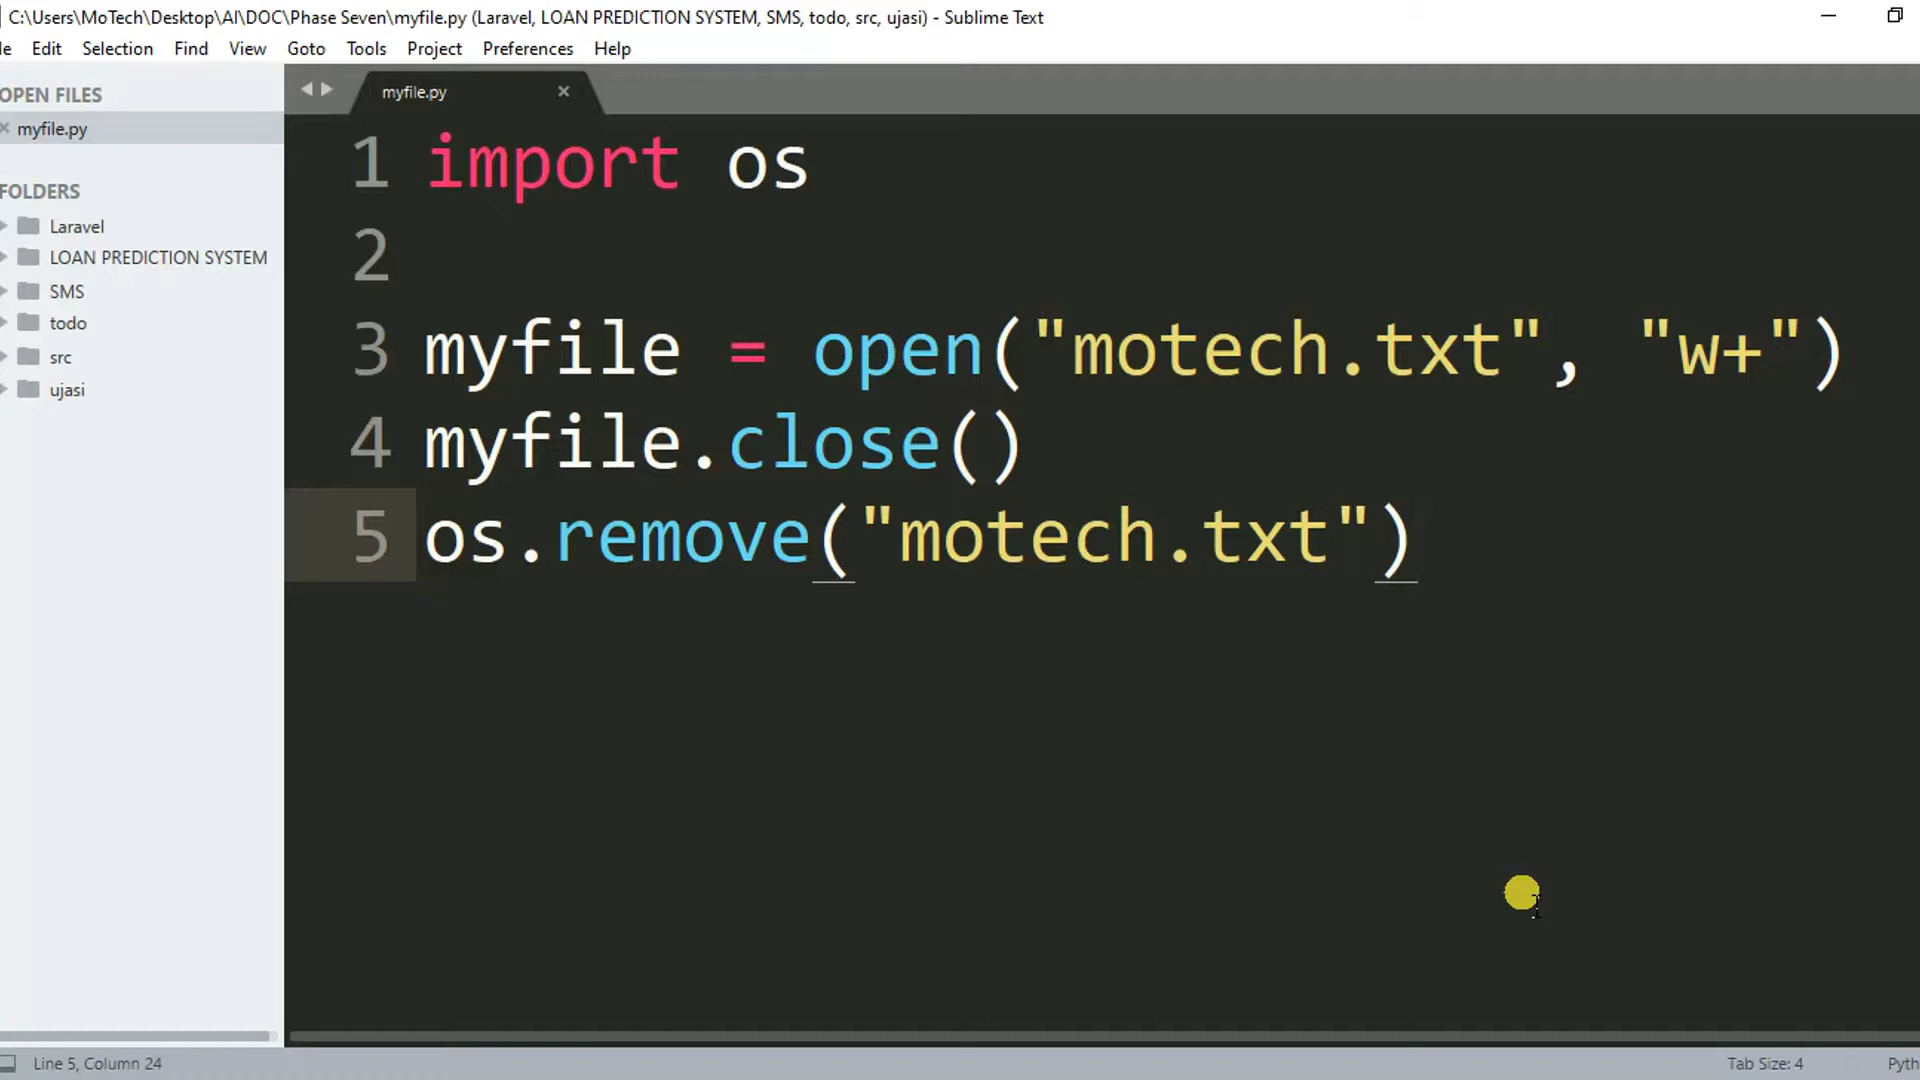 C:\Users\MoTech\Desktop\AI\DOC\Phase Seven\myfile.py (Laravel, LOAN PREDICTION SYSTEM, SMS, todo, src, ujasi) - Sublime Text
le Edit Selection Find View Goto Tools Project Preferences Help
OPEN FILES
myfile.py
FOLDERS
Laravel
LOAN PREDICTION SYSTEM
SMS
todo
src
ujasi
myfile.py
1 import os
2
3 myfile = open("motech.txt", "w+")
4 myfile.close()
5 os.remove("motech.txt")
Line 5, Column 24
Tab Size: 4
Pyth